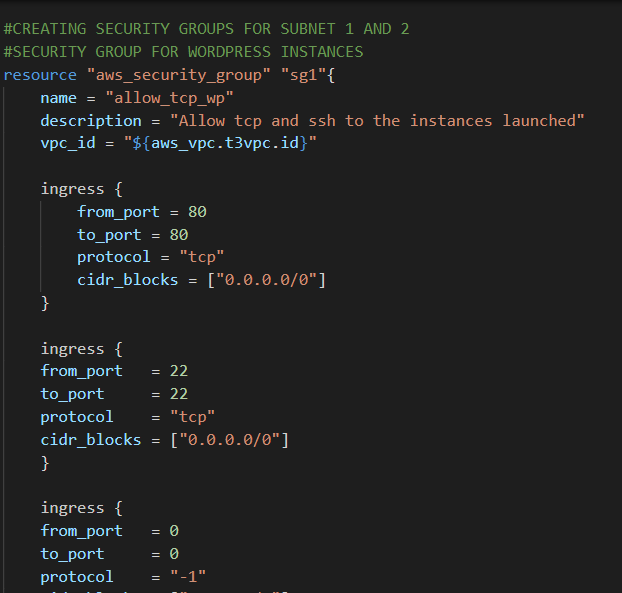 #CREATING SECURITY GROUPS FOR SUBNET 1 AND 2
#SECURITY GROUP FOR WORDPRESS INSTANCES
resource "aws_security_group" "sg1"{
    name = "allow_tcp_wp"
    description = "Allow tcp and ssh to the instances launched"
    vpc_id = "${aws_vpc.t3vpc.id}"

    ingress {
        from_port = 80
        to_port = 80
        protocol = "tcp"
        cidr_blocks = ["0.0.0.0/0"]
    }

    ingress {
    from_port   = 22
    to_port     = 22
    protocol    = "tcp"
    cidr_blocks = ["0.0.0.0/0"]
    }

    ingress {
    from_port   = 0
    to_port     = 0
    protocol    = "-1"